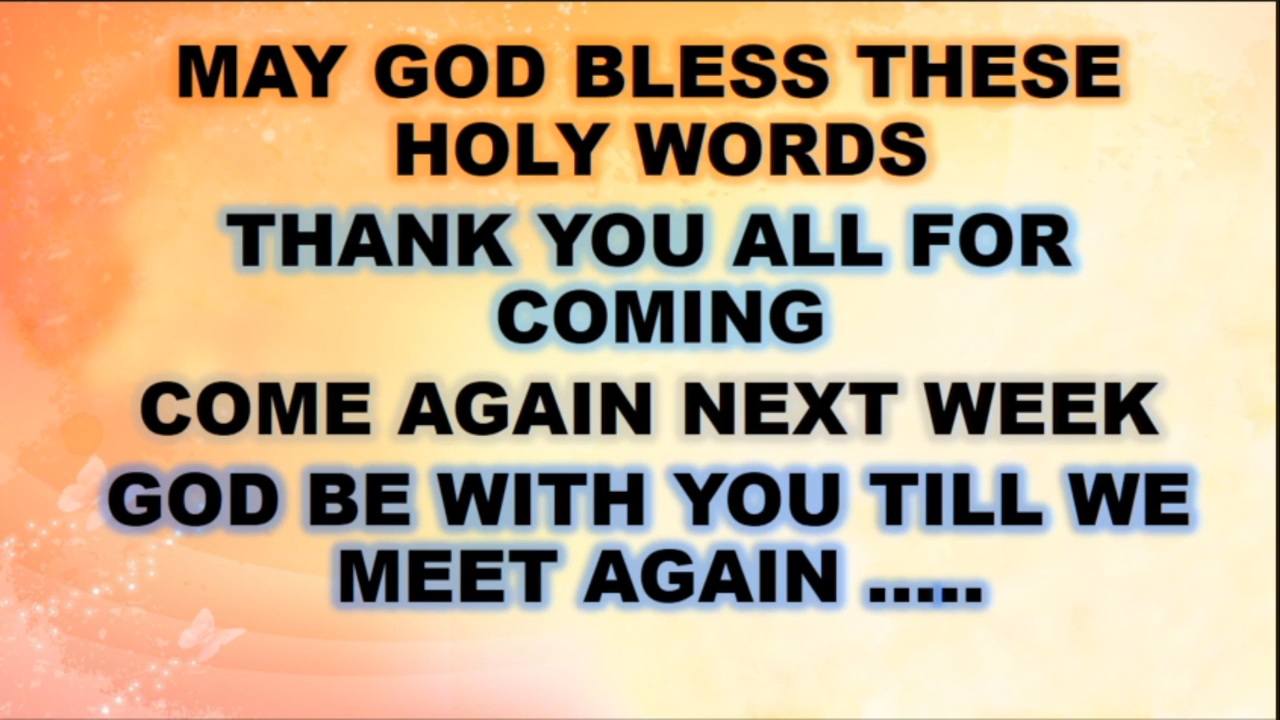 MAY GOD BLESS THESE
HOLY WORDS
THANK YOU ALL FOR
COMING
COME AGAIN NEXT WEEK
GOD BE WITH YOU TILL WE
MEET AGAIN .....